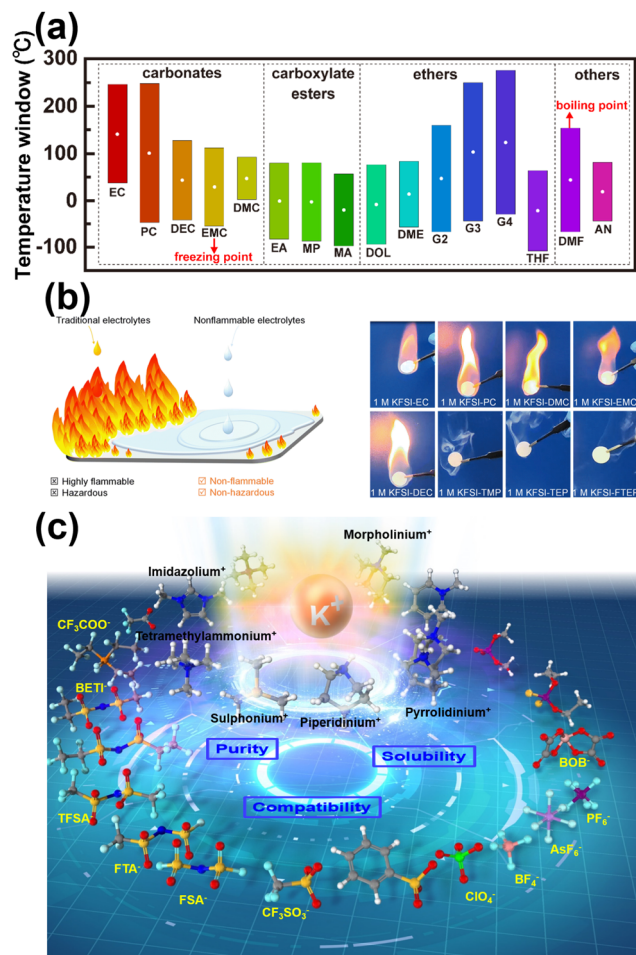 (a)
Temperature window (℃)
300
200
100
0
-100
carbonates
carboxylate
esters
ethers
others
boiling point
EC
PC
DEC
EMC
DMC
freezing point
EA
MP
MA
DOL
DME
G2
G3
G4
THF
DMF
AN
(b)
Traditional electrolytes
Nonflammable electrolytes
☒ Highly flammable
☒ Hazardous
☑ Non-flammable
☑ Non-hazardous
1 M KFSI-EC
1 M KFSI-PC
1 M KFSI-DMC
1 M KFSI-EMC
1 M KFSI-DEC
1 M KFSI-TMP
1 M KFSI-TEP
1 M KFSI-FTEP
(c)
Morpholinium⁺
Imidazolium⁺
K⁺
CF₃COO⁻
Tetramethylammonium⁺
BETI⁻
Sulphonium⁺
Piperidinium⁺
Pyrrolidinium⁺
Purity
Solubility
BOB⁻
Compatibility
TFSA⁻
PF₆⁻
AsF₆⁻
FTA⁻
BF₄⁻
FSA⁻
ClO₄⁻
CF₃SO₃⁻